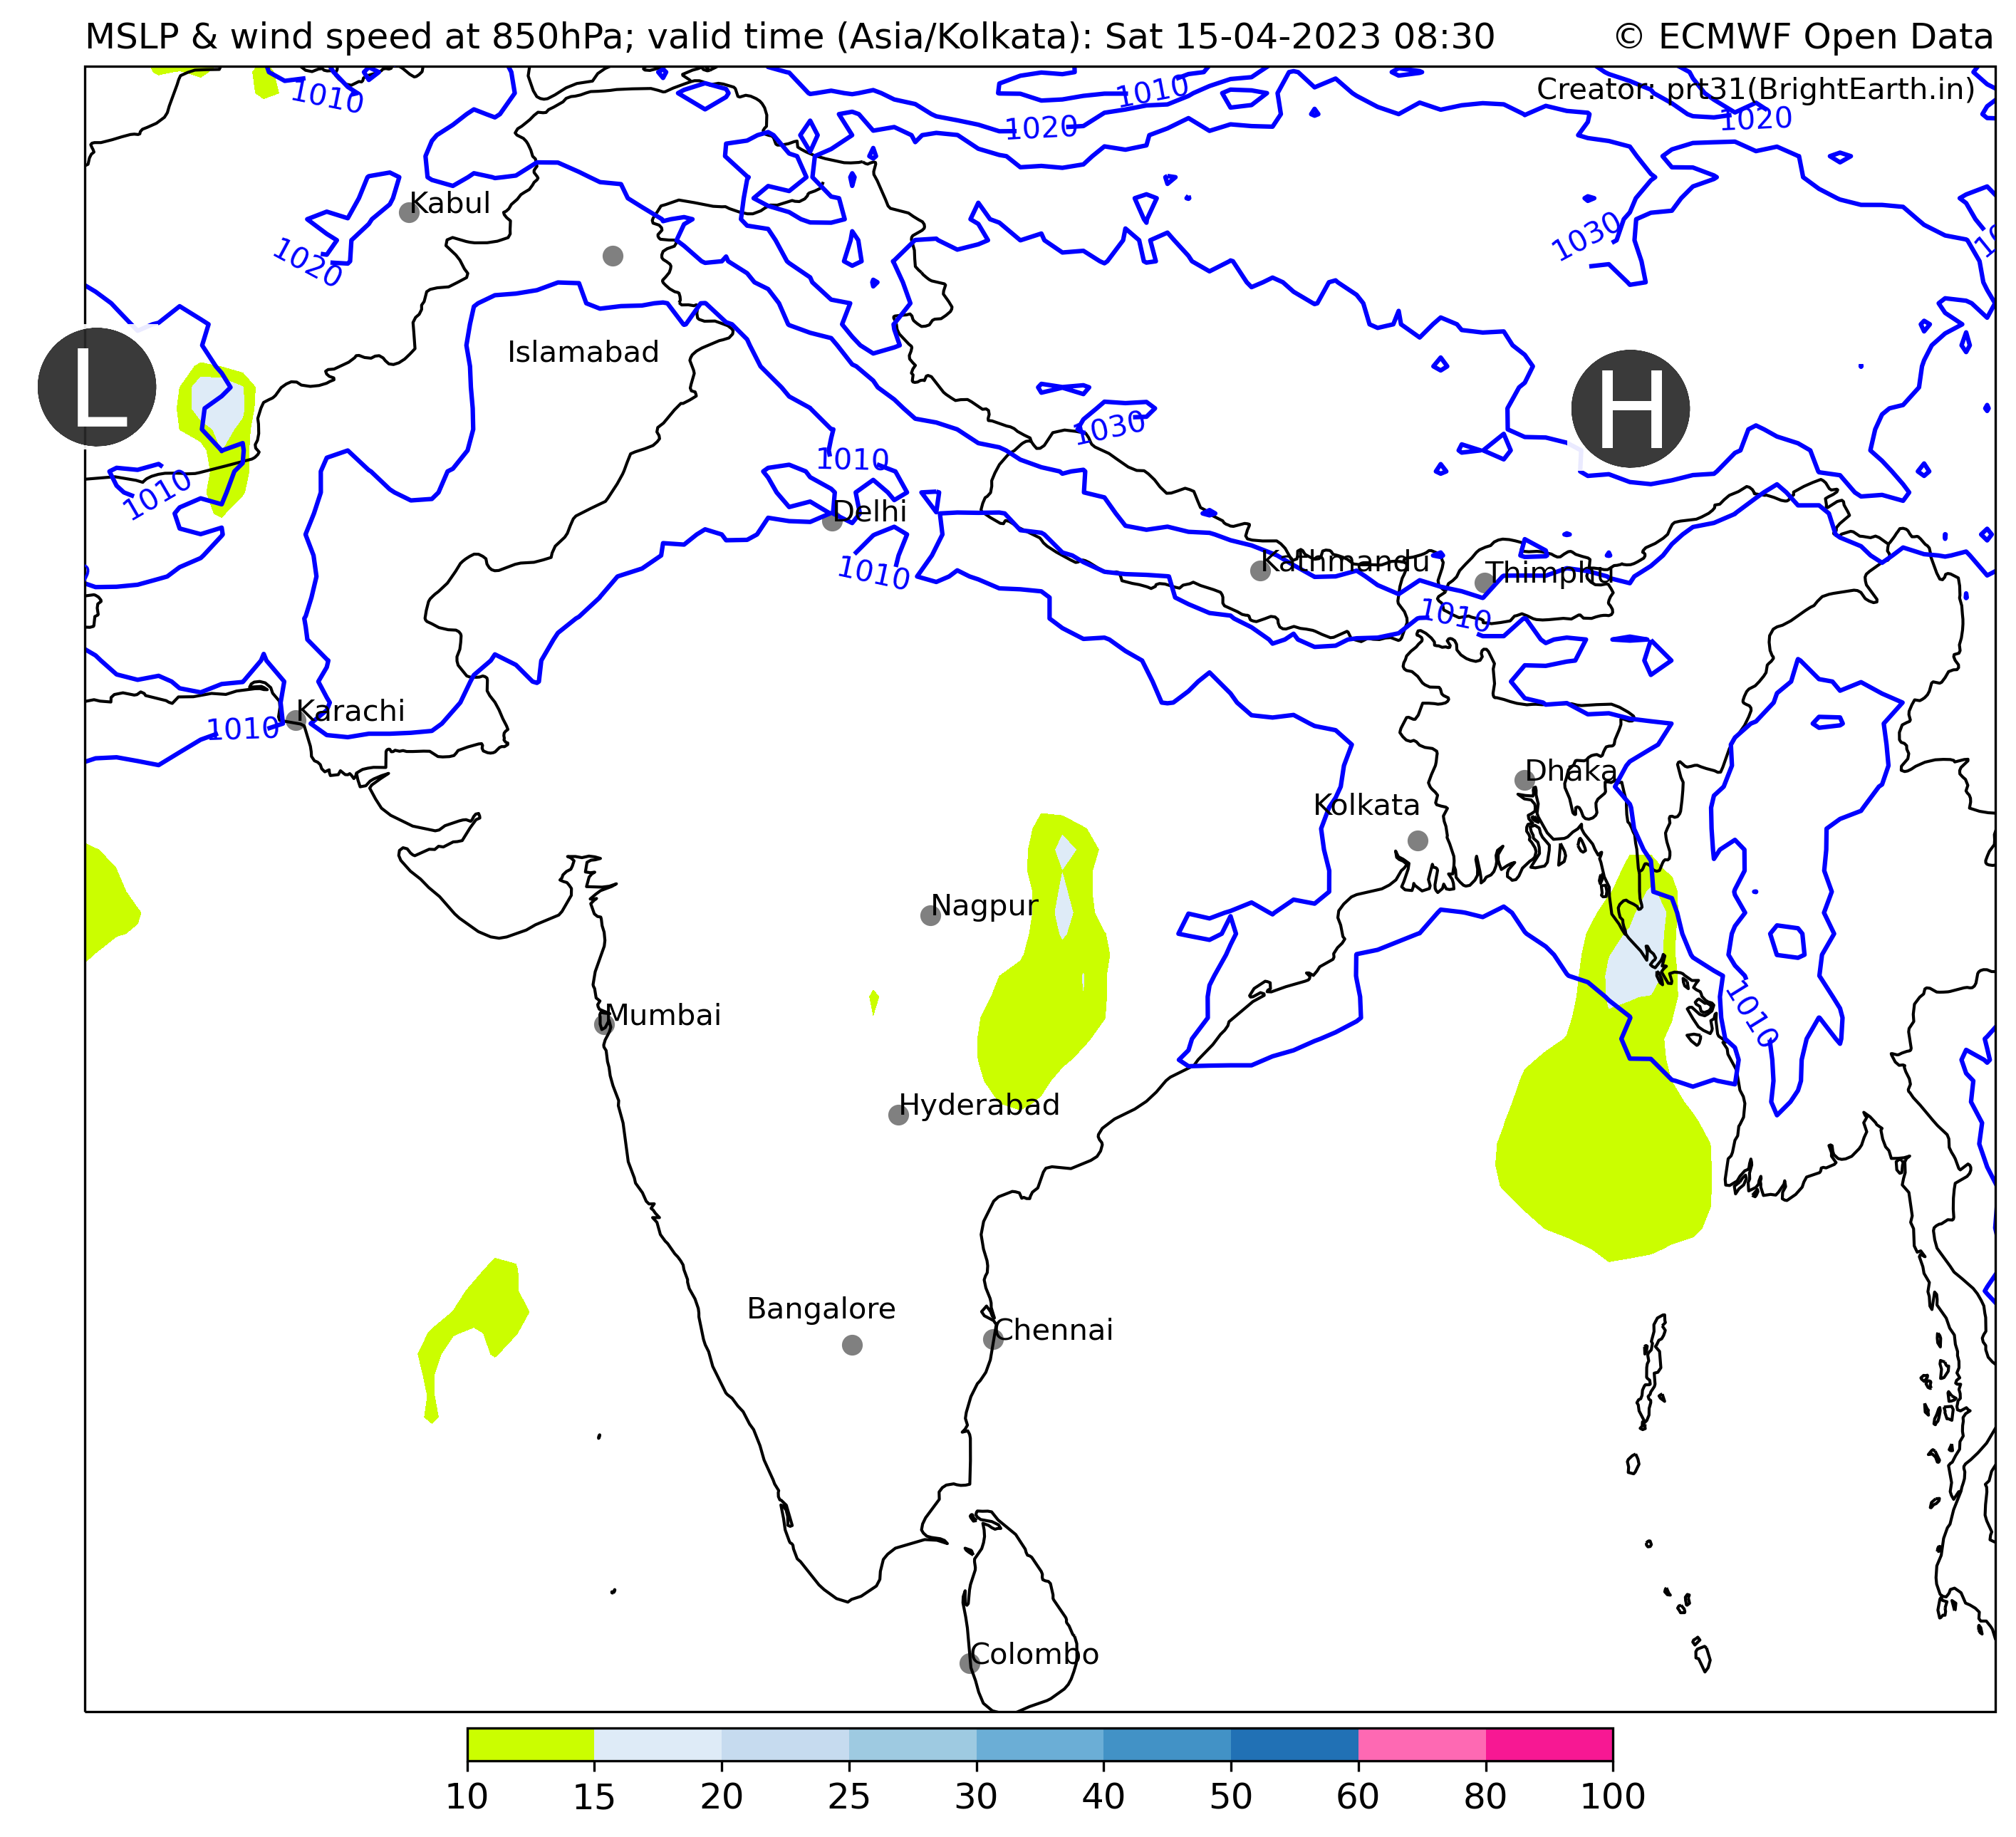 MSLP & wind speed at 850hPa; valid time (Asia/Kolkata): Sat 15-04-2023 08:30
© ECMWF Open Data
Creator: prt31(BrightEarth.in)
1010
1010
1020
1020
Kabul
1030
1020
L
Islamabad
H
1030
1010
1010
Delhi
1010
Kathmandu
Thimphu
1010
Karachi
1010
Dhaka
Kolkata
Nagpur
Mumbai
1010
Hyderabad
Bangalore
Chennai
Colombo
10 15 20 25 30 40 50 60 80 100